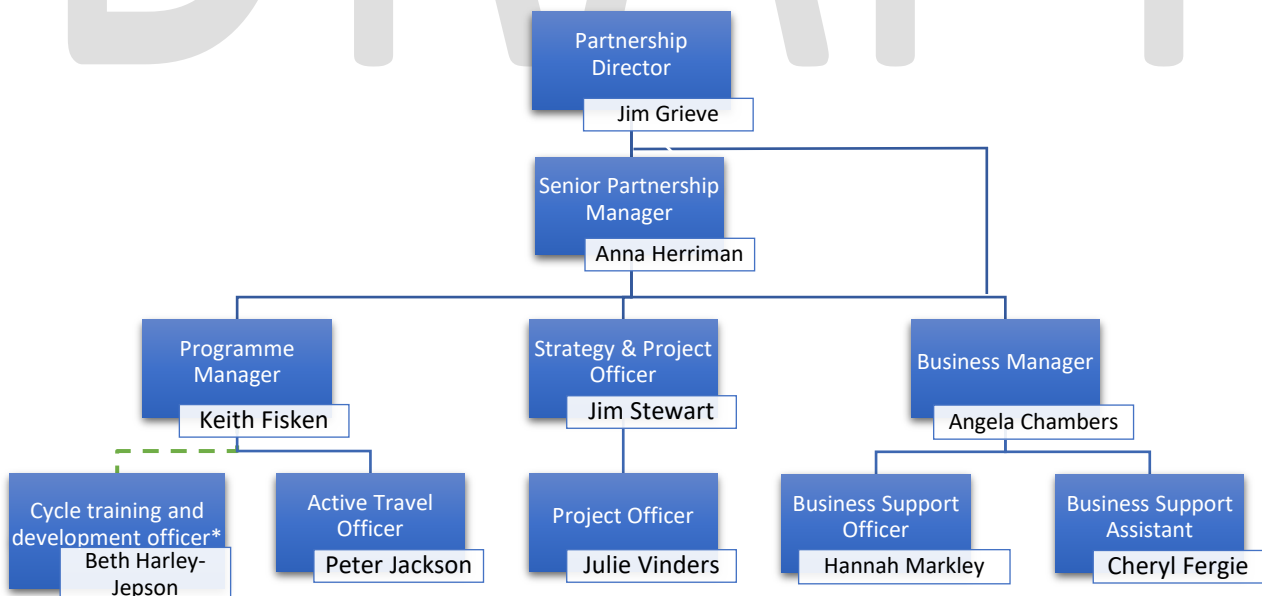 DRAFT
Partnership
Director
Jim Grieve
Senior Partnership
Manager
Anna Herriman
Programme
Manager
Keith Fisken
Strategy & Project
Officer
Jim Stewart
Business Manager
Angela Chambers
Cycle training and
development officer*
Beth Harley-
Jepson
Active Travel
Officer
Peter Jackson
Project Officer
Julie Vinders
Business Support
Officer
Hannah Markley
Business Support
Assistant
Cheryl Fergie